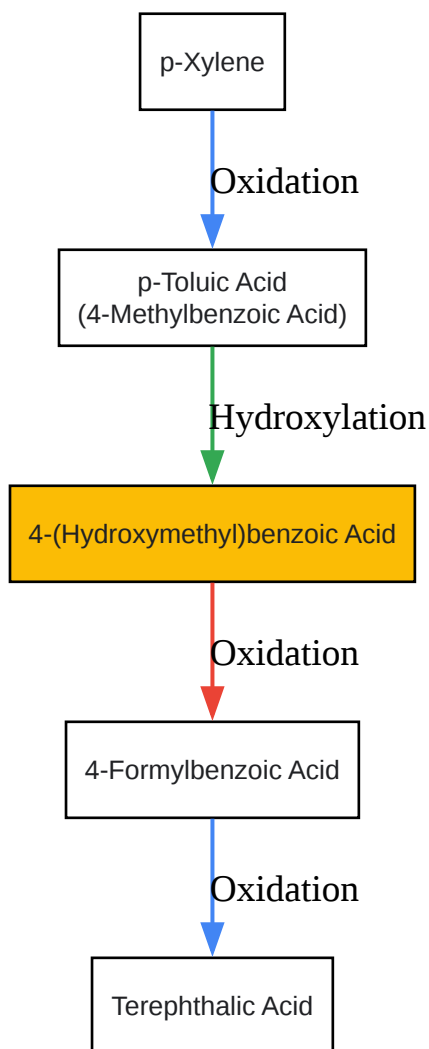 p-Xylene
Oxidation
p-Toluic Acid
(4-Methylbenzoic Acid)
Hydroxylation
4-(Hydroxymethyl)benzoic Acid
Oxidation
4-Formylbenzoic Acid
Oxidation
Terephthalic Acid